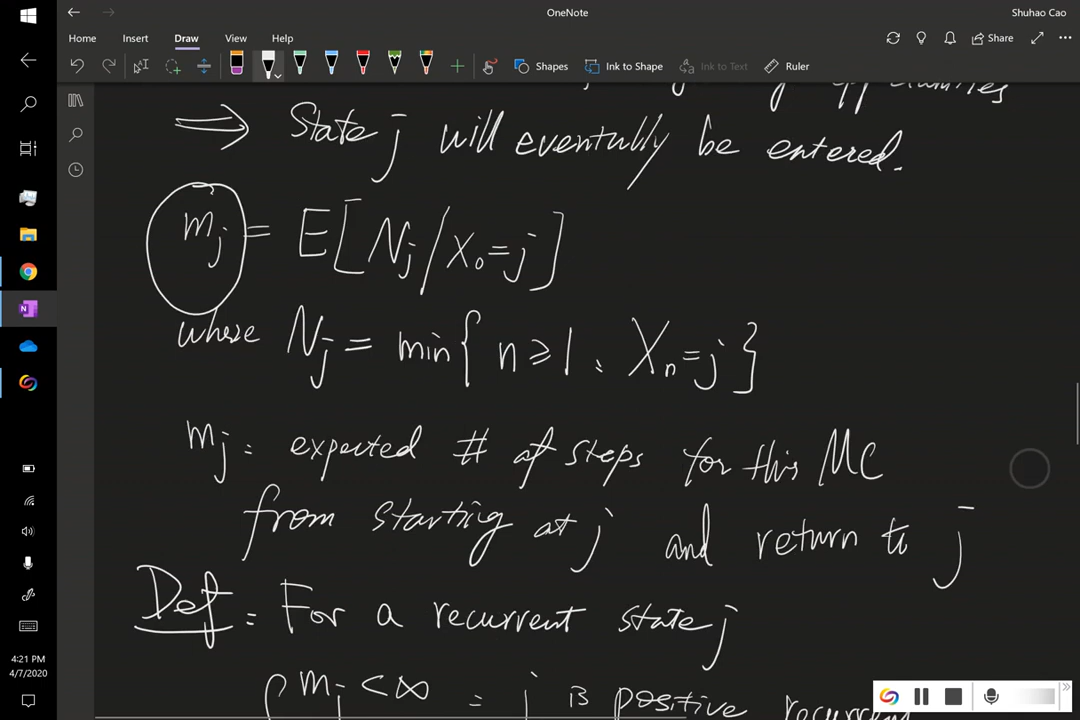 OneNote
Shuhao Cao
Home Insert Draw View Help
Share
Shapes Ink to Shape Ink to Text Ruler
⟹ State j will eventully be entered.
mj = E[Nj / X₀=j]
where Nj = min{ n ≥ 1 : Xn = j }
mj : expected # of steps for this MC
from starting at j and return to j
Def : For a recurrent state j
mj < ∞ : j is positive recurrent
4:21 PM
4/7/2020